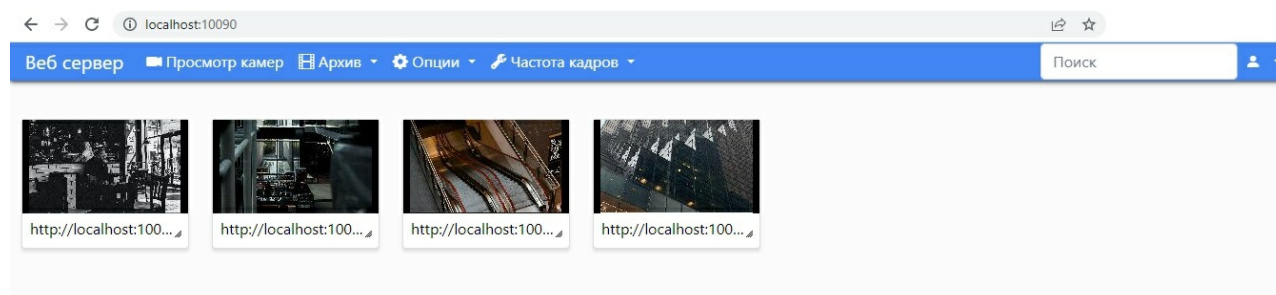 localhost:10090
Веб сервер Просмотр камер Архив Опции Частота кадров Поиск
http://localhost:100... http://localhost:100... http://localhost:100... http://localhost:100...